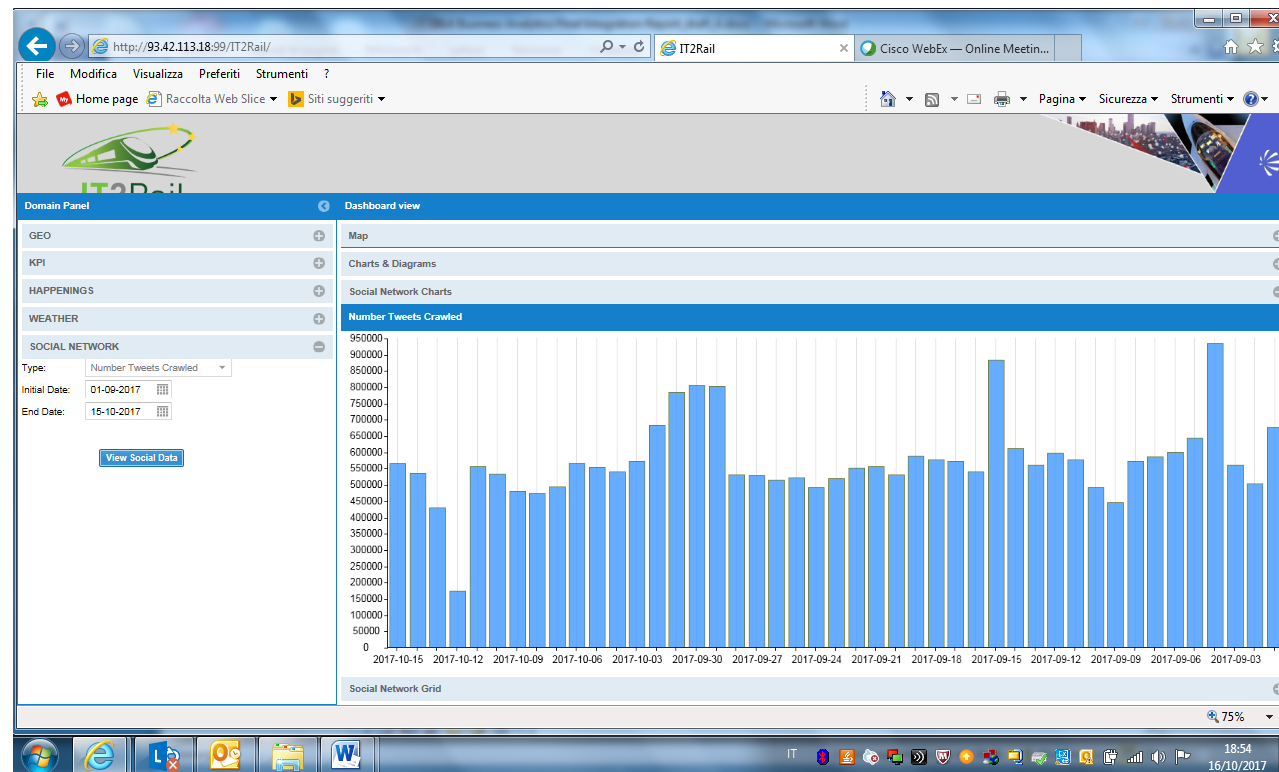 http://93.42.113.18:99/IT2Rail/
IT2Rail
Cisco WebEx — Online Meetin...
File Modifica Visualizza Preferiti Strumenti ?
Home page Raccolta Web Slice Siti suggeriti
Pagina Sicurezza Strumenti
IT2Rail
Domain Panel
GEO
KPI
HAPPENINGS
WEATHER
SOCIAL NETWORK
Type: Number Tweets Crawled
Initial Date: 01-09-2017
End Date: 15-10-2017
View Social Data
Dashboard view
Map
Charts & Diagrams
Social Network Charts
Number Tweets Crawled
950000
900000
850000
800000
750000
700000
650000
600000
550000
500000
450000
400000
350000
300000
250000
200000
150000
100000
50000
0
2017-10-15 2017-10-12 2017-10-09 2017-10-06 2017-10-03 2017-09-30 2017-09-27 2017-09-24 2017-09-21 2017-09-18 2017-09-15 2017-09-12 2017-09-09 2017-09-06 2017-09-03
Social Network Grid
75%
IT
18:54
16/10/2017